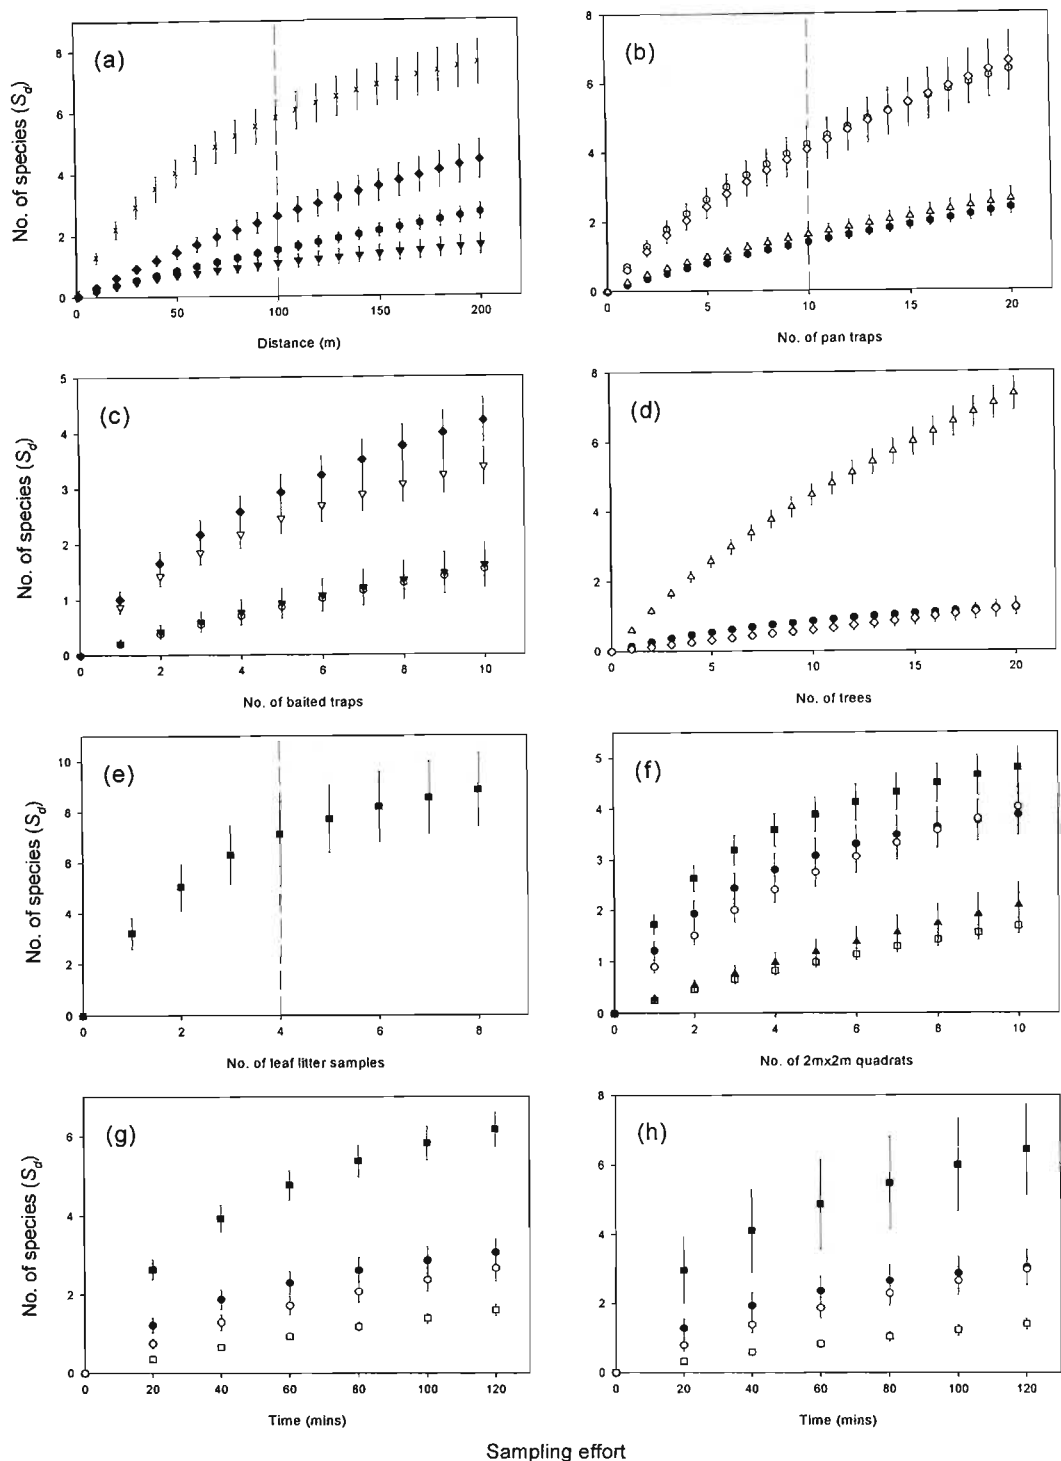 (a)
No. of species (S_d)
8
6
4
2
0
0 50 100 150 200
Distance (m)
(b)
8
6
4
2
0
0 5 10 15 20
No. of pan traps
(c)
No. of species (S_d)
5
4
3
2
1
0
0 2 4 6 8 10
No. of baited traps
(d)
8
6
4
2
0
0 5 10 15 20
No. of trees
(e)
No. of species (S_d)
10
8
6
4
2
0
0 2 4 6 8
No. of leaf litter samples
(f)
5
4
3
2
1
0
0 2 4 6 8 10
No. of 2mx2m quadrats
(g)
No. of species (S_d)
6
4
2
0
0 20 40 60 80 100 120
Time (mins)
(h)
8
6
4
2
0
0 20 40 60 80 100 120
Time (mins)
Sampling effort